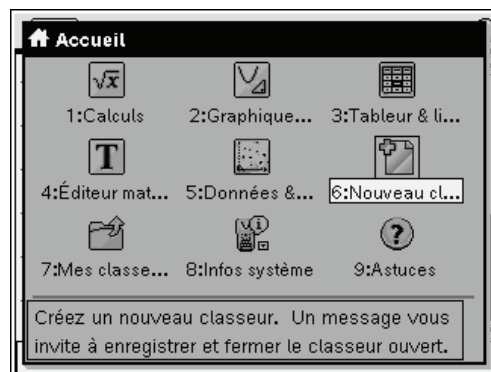 Accueil
1:Calculs 2:Graphique... 3:Tableur & li...
4:Éditeur mat... 5:Données &... 6:Nouveau cl...
7:Mes classe... 8:Infos système 9:Astuces
Créez un nouveau classeur. Un message vous
invite à enregistrer et fermer le classeur ouvert.